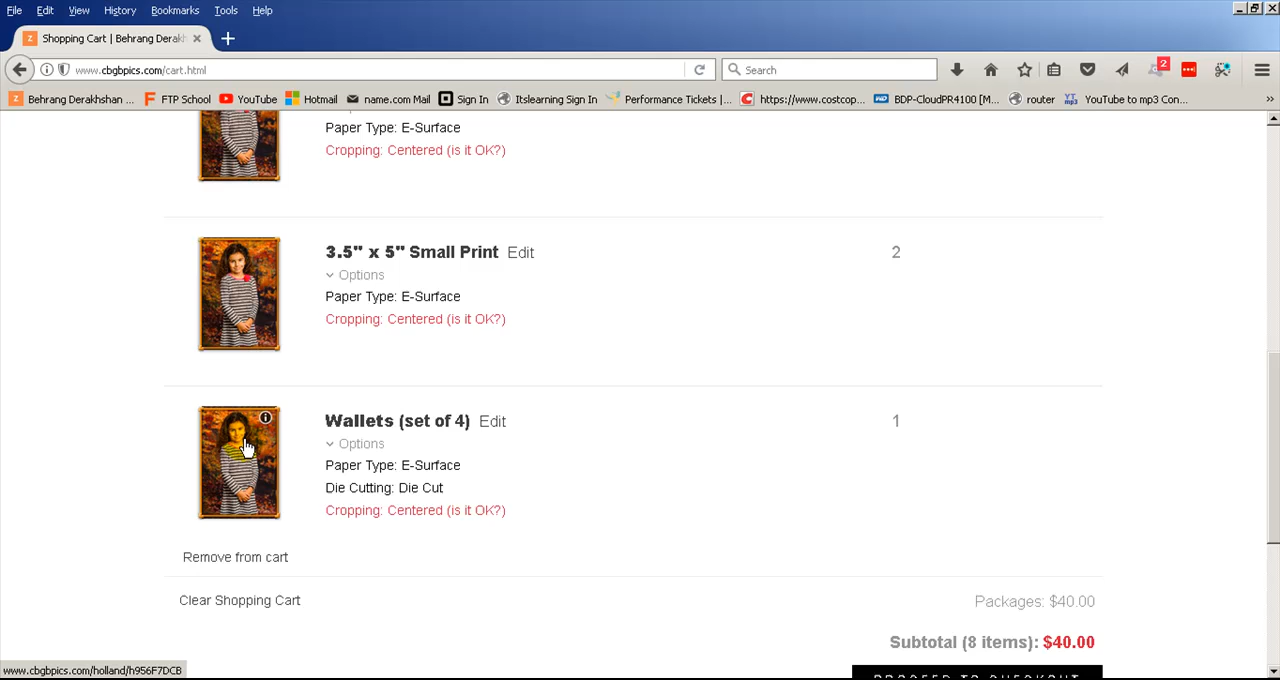 File Edit View History Bookmarks Tools Help
Shopping Cart | Behrang Derakh
www.cbgbpics.com/cart.html
Search
2
Behrang Derakhshan ... FTP School YouTube Hotmail name.com Mail Sign In Itslearning Sign In Performance Tickets |... https://www.costcop... BDP-CloudPR4100 [M... router YouTube to mp3 Con... »
Paper Type: E-Surface
Cropping: Centered (is it OK?)
3.5" x 5" Small Print Edit 2
Options
Paper Type: E-Surface
Cropping: Centered (is it OK?)
Wallets (set of 4) Edit 1
Options
Paper Type: E-Surface
Die Cutting: Die Cut
Cropping: Centered (is it OK?)
Remove from cart
Clear Shopping Cart Packages: $40.00
Subtotal (8 items): $40.00
PROCEED TO CHECKOUT
www.cbgbpics.com/holland/h956F7DCB